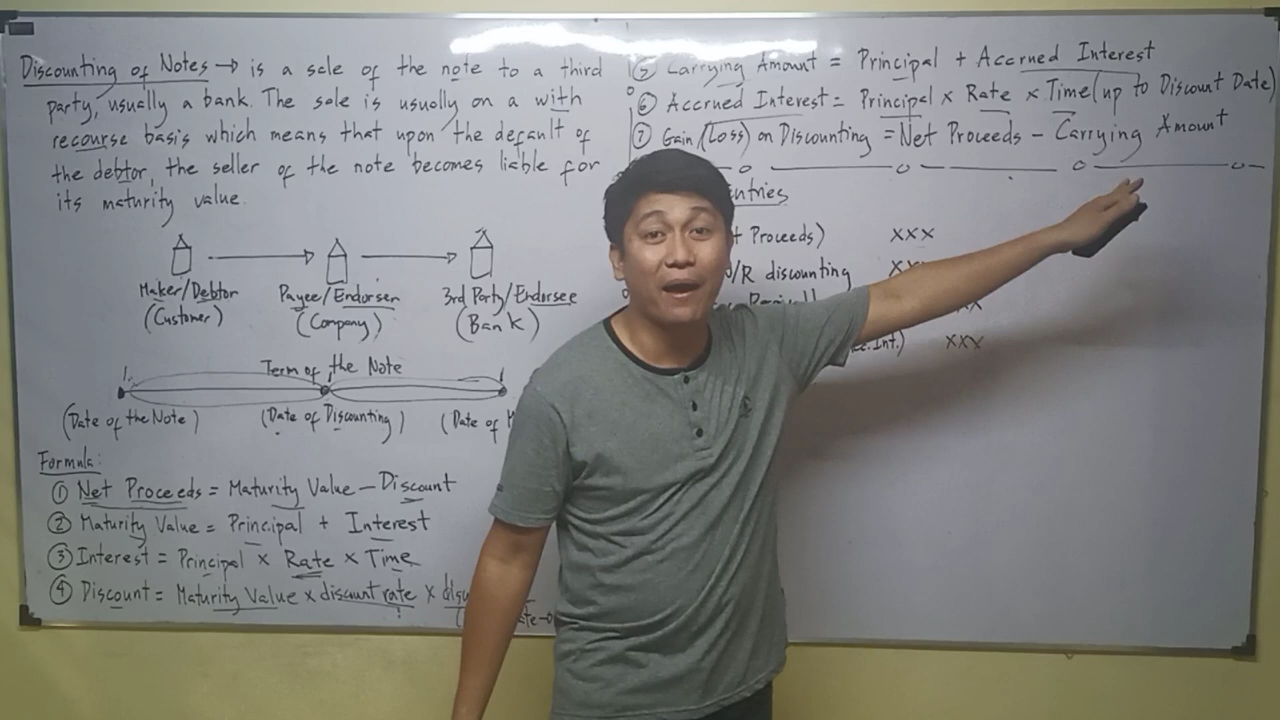 Discounting of Notes → is a sale of the note to a third
party, usually a bank. The sale is usually on a with
recourse basis which means that upon the default of
the debtor, the seller of the note becomes liable for
its maturity value.
Maker/Debtor
(Customer)
Payee/Endorser
(Company)
3rd Party/Endorsee
(Bank)
Term of the Note
(Date of the Note)
(Date of Discounting)
(Date of
Formula:
① Net Proceeds = Maturity Value – Discount
② Maturity Value = Principal + Interest
③ Interest = Principal × Rate × Time
④ Discount = Maturity Value × discount rate ×
⑤ Carrying Amount = Principal + Accrued Interest
⑥ Accrued Interest = Principal × Rate × Time (up to Discount Date)
⑦ Gain/(Loss) on Discounting = Net Proceeds – Carrying Amount
Entries
Proceeds) xxx
/R discounting
Int.) xxx